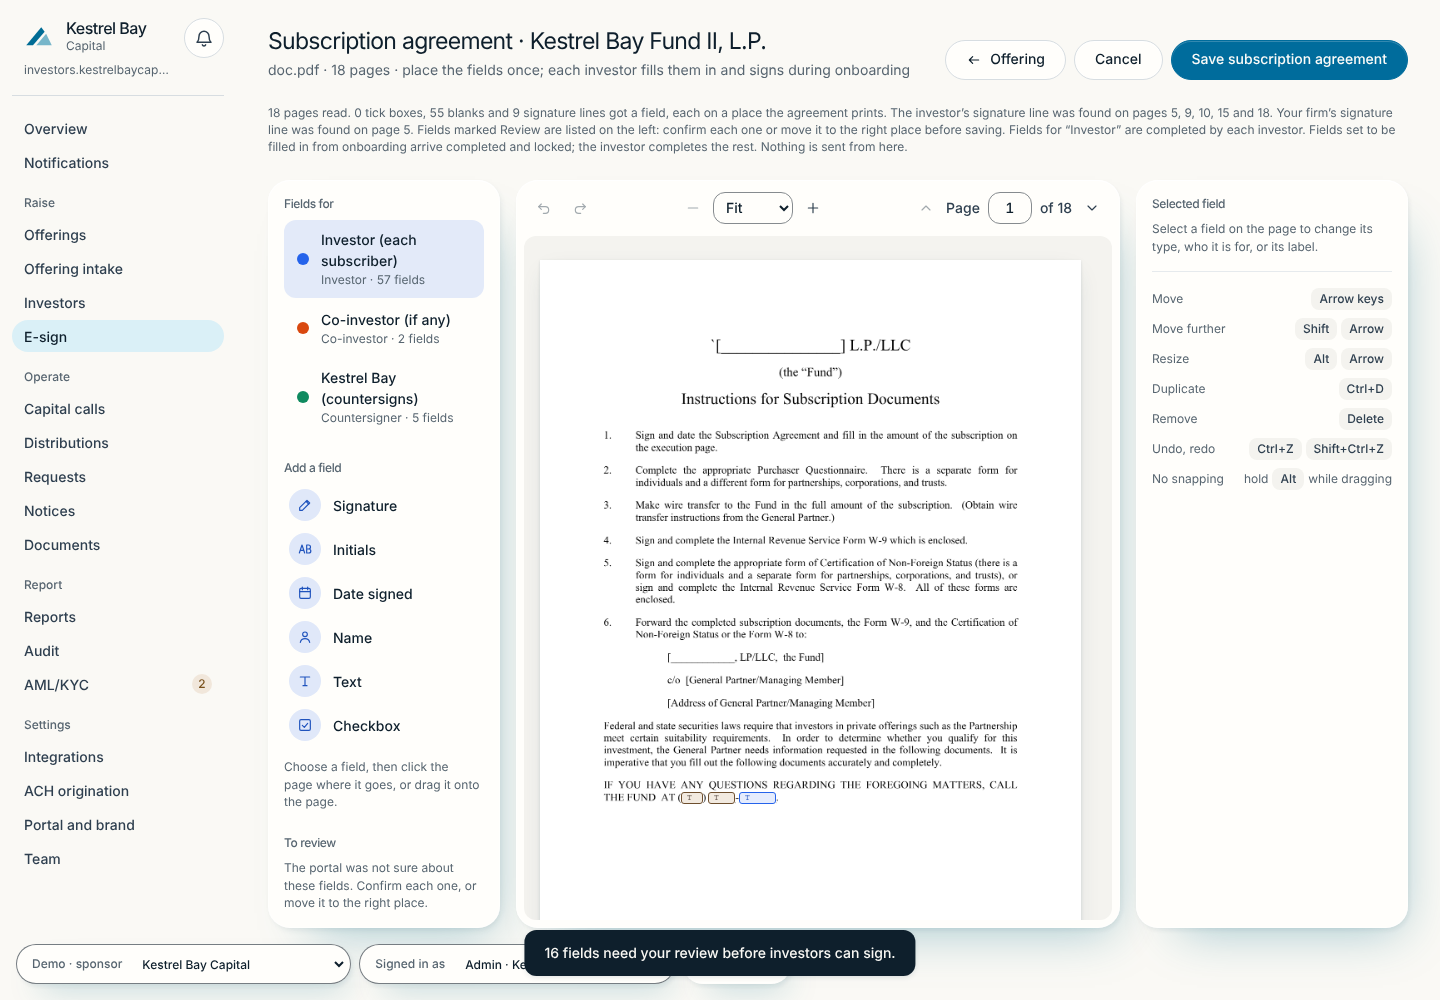 Kestrel Bay
Capital
investors.kestrelbaycap...
Overview
Notifications
Raise
Offerings
Offering intake
Investors
E-sign
Operate
Capital calls
Distributions
Requests
Notices
Documents
Report
Reports
Audit
AML/KYC
2
Settings
Integrations
ACH origination
Portal and brand
Team
Subscription agreement · Kestrel Bay Fund II, L.P.
doc.pdf · 18 pages · place the fields once; each investor fills them in and signs during onboarding
← Offering
Cancel
Save subscription agreement
18 pages read. 0 tick boxes, 55 blanks and 9 signature lines got a field, each on a place the agreement prints. The investor’s signature line was found on pages 5, 9, 10, 15 and 18. Your firm’s signature
line was found on page 5. Fields marked Review are listed on the left: confirm each one or move it to the right place before saving. Fields for “Investor” are completed by each investor. Fields set to be
filled in from onboarding arrive completed and locked; the investor completes the rest. Nothing is sent from here.
Fields for
Investor (each
subscriber)
Investor · 57 fields
Co-investor (if any)
Co-investor · 2 fields
Kestrel Bay
(countersigns)
Countersigner · 5 fields
Add a field
Signature
AB Initials
Date signed
Name
T Text
Checkbox
Choose a field, then click the
page where it goes, or drag it onto
the page.
To review
The portal was not sure about
these fields. Confirm each one, or
move it to the right place.
Fit
Page 1 of 18
`[_______________] L.P./LLC
(the “Fund”)
Instructions for Subscription Documents
1. Sign and date the Subscription Agreement and fill in the amount of the subscription on
the execution page.
2. Complete the appropriate Purchaser Questionnaire. There is a separate form for
individuals and a different form for partnerships, corporations, and trusts.
3. Make wire transfer to the Fund in the full amount of the subscription. (Obtain wire
transfer instructions from the General Partner.)
4. Sign and complete the Internal Revenue Service Form W-9 which is enclosed.
5. Sign and complete the appropriate form of Certification of Non-Foreign Status (there is a
form for individuals and a separate form for partnerships, corporations, and trusts), or
sign and complete the Internal Revenue Service Form W-8. All of these forms are
enclosed.
6. Forward the completed subscription documents, the Form W-9, and the Certification of
Non-Foreign Status or the Form W-8 to:
[____________, LP/LLC, the Fund]
c/o [General Partner/Managing Member]
[Address of General Partner/Managing Member]
Federal and state securities laws require that investors in private offerings such as the Partnership
meet certain suitability requirements. In order to determine whether you qualify for this
investment, the General Partner needs information requested in the following documents. It is
imperative that you fill out the following documents accurately and completely.
IF YOU HAVE ANY QUESTIONS REGARDING THE FOREGOING MATTERS, CALL
THE FUND AT (T) T-T.
Selected field
Select a field on the page to change its
type, who it is for, or its label.
Move Arrow keys
Move further Shift Arrow
Resize Alt Arrow
Duplicate Ctrl+D
Remove Delete
Undo, redo Ctrl+Z Shift+Ctrl+Z
No snapping hold Alt while dragging
Demo · sponsor Kestrel Bay Capital
Signed in as Admin
16 fields need your review before investors can sign.